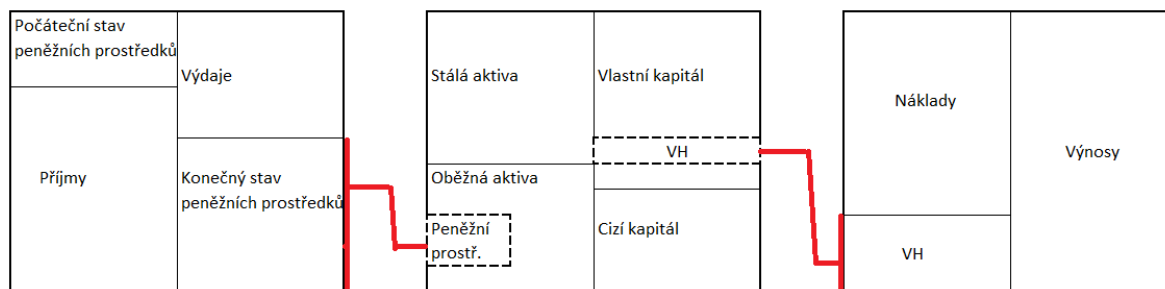 Počáteční stav
peněžních prostředků
Výdaje
Příjmy
Konečný stav
peněžních prostředků
Stálá aktiva
Vlastní kapitál
VH
Oběžná aktiva
Peněžní
prostř.
Cizí kapitál
Náklady
Výnosy
VH